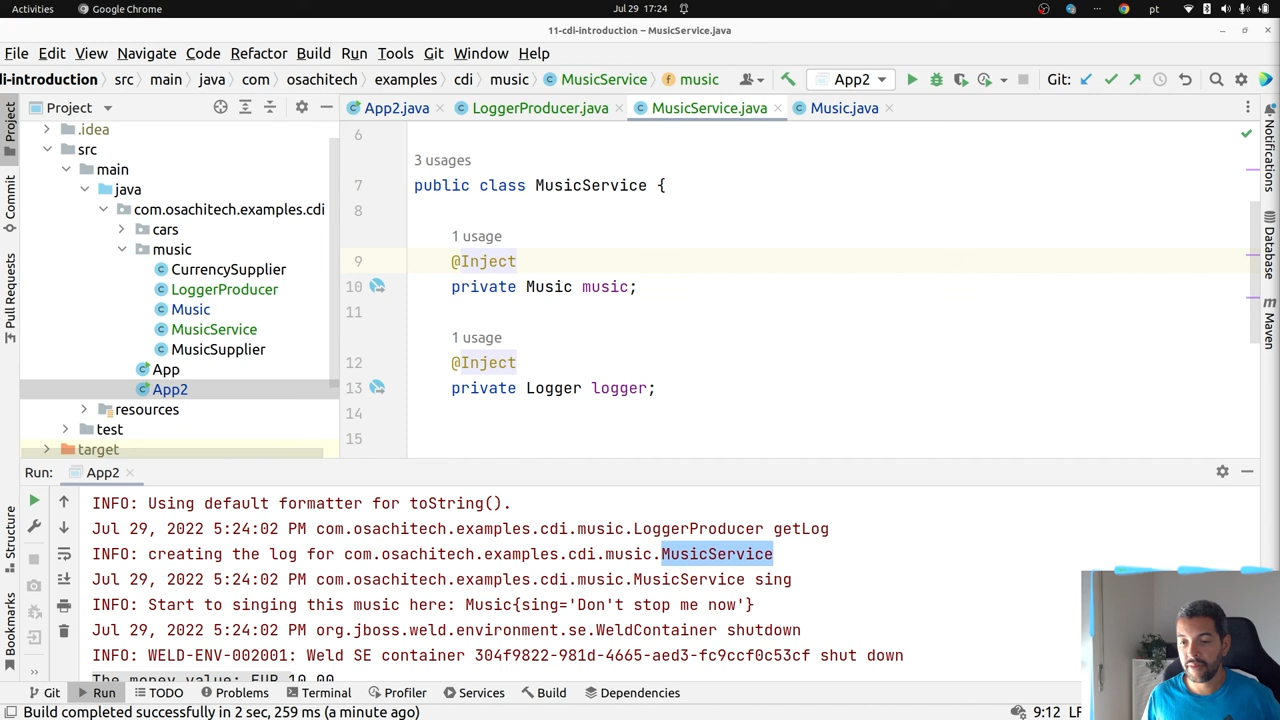 Activities Google Chrome Jul 29 17:24 pt
11-cdi-introduction – MusicService.java
File Edit View Navigate Code Refactor Build Run Tools Git Window Help
di-introduction src main java com osachitech examples cdi music MusicService music App2 Git:
Project App2.java LoggerProducer.java MusicService.java Music.java
.idea
src
main
java
com.osachitech.examples.cdi
cars
music
CurrencySupplier
LoggerProducer
Music
MusicService
MusicSupplier
App
App2
resources
test
target
6
3 usages
7 public class MusicService {
8
1 usage
9 @Inject
10 private Music music;
11
1 usage
12 @Inject
13 private Logger logger;
14
15
Project
Commit
Pull Requests
Structure
Bookmarks
Notifications
Database
Maven
Run: App2
INFO: Using default formatter for toString().
Jul 29, 2022 5:24:02 PM com.osachitech.examples.cdi.music.LoggerProducer getLog
INFO: creating the log for com.osachitech.examples.cdi.music.MusicService
Jul 29, 2022 5:24:02 PM com.osachitech.examples.cdi.music.MusicService sing
INFO: Start to singing this music here: Music{sing='Don't stop me now'}
Jul 29, 2022 5:24:02 PM org.jboss.weld.environment.se.WeldContainer shutdown
INFO: WELD-ENV-002001: Weld SE container 304f9822-981d-4665-aed3-fc9ccf0c53cf shut down
The money value: EUR 10.00
Git Run TODO Problems Terminal Profiler Services Build Dependencies
Build completed successfully in 2 sec, 259 ms (a minute ago) 9:12 LF